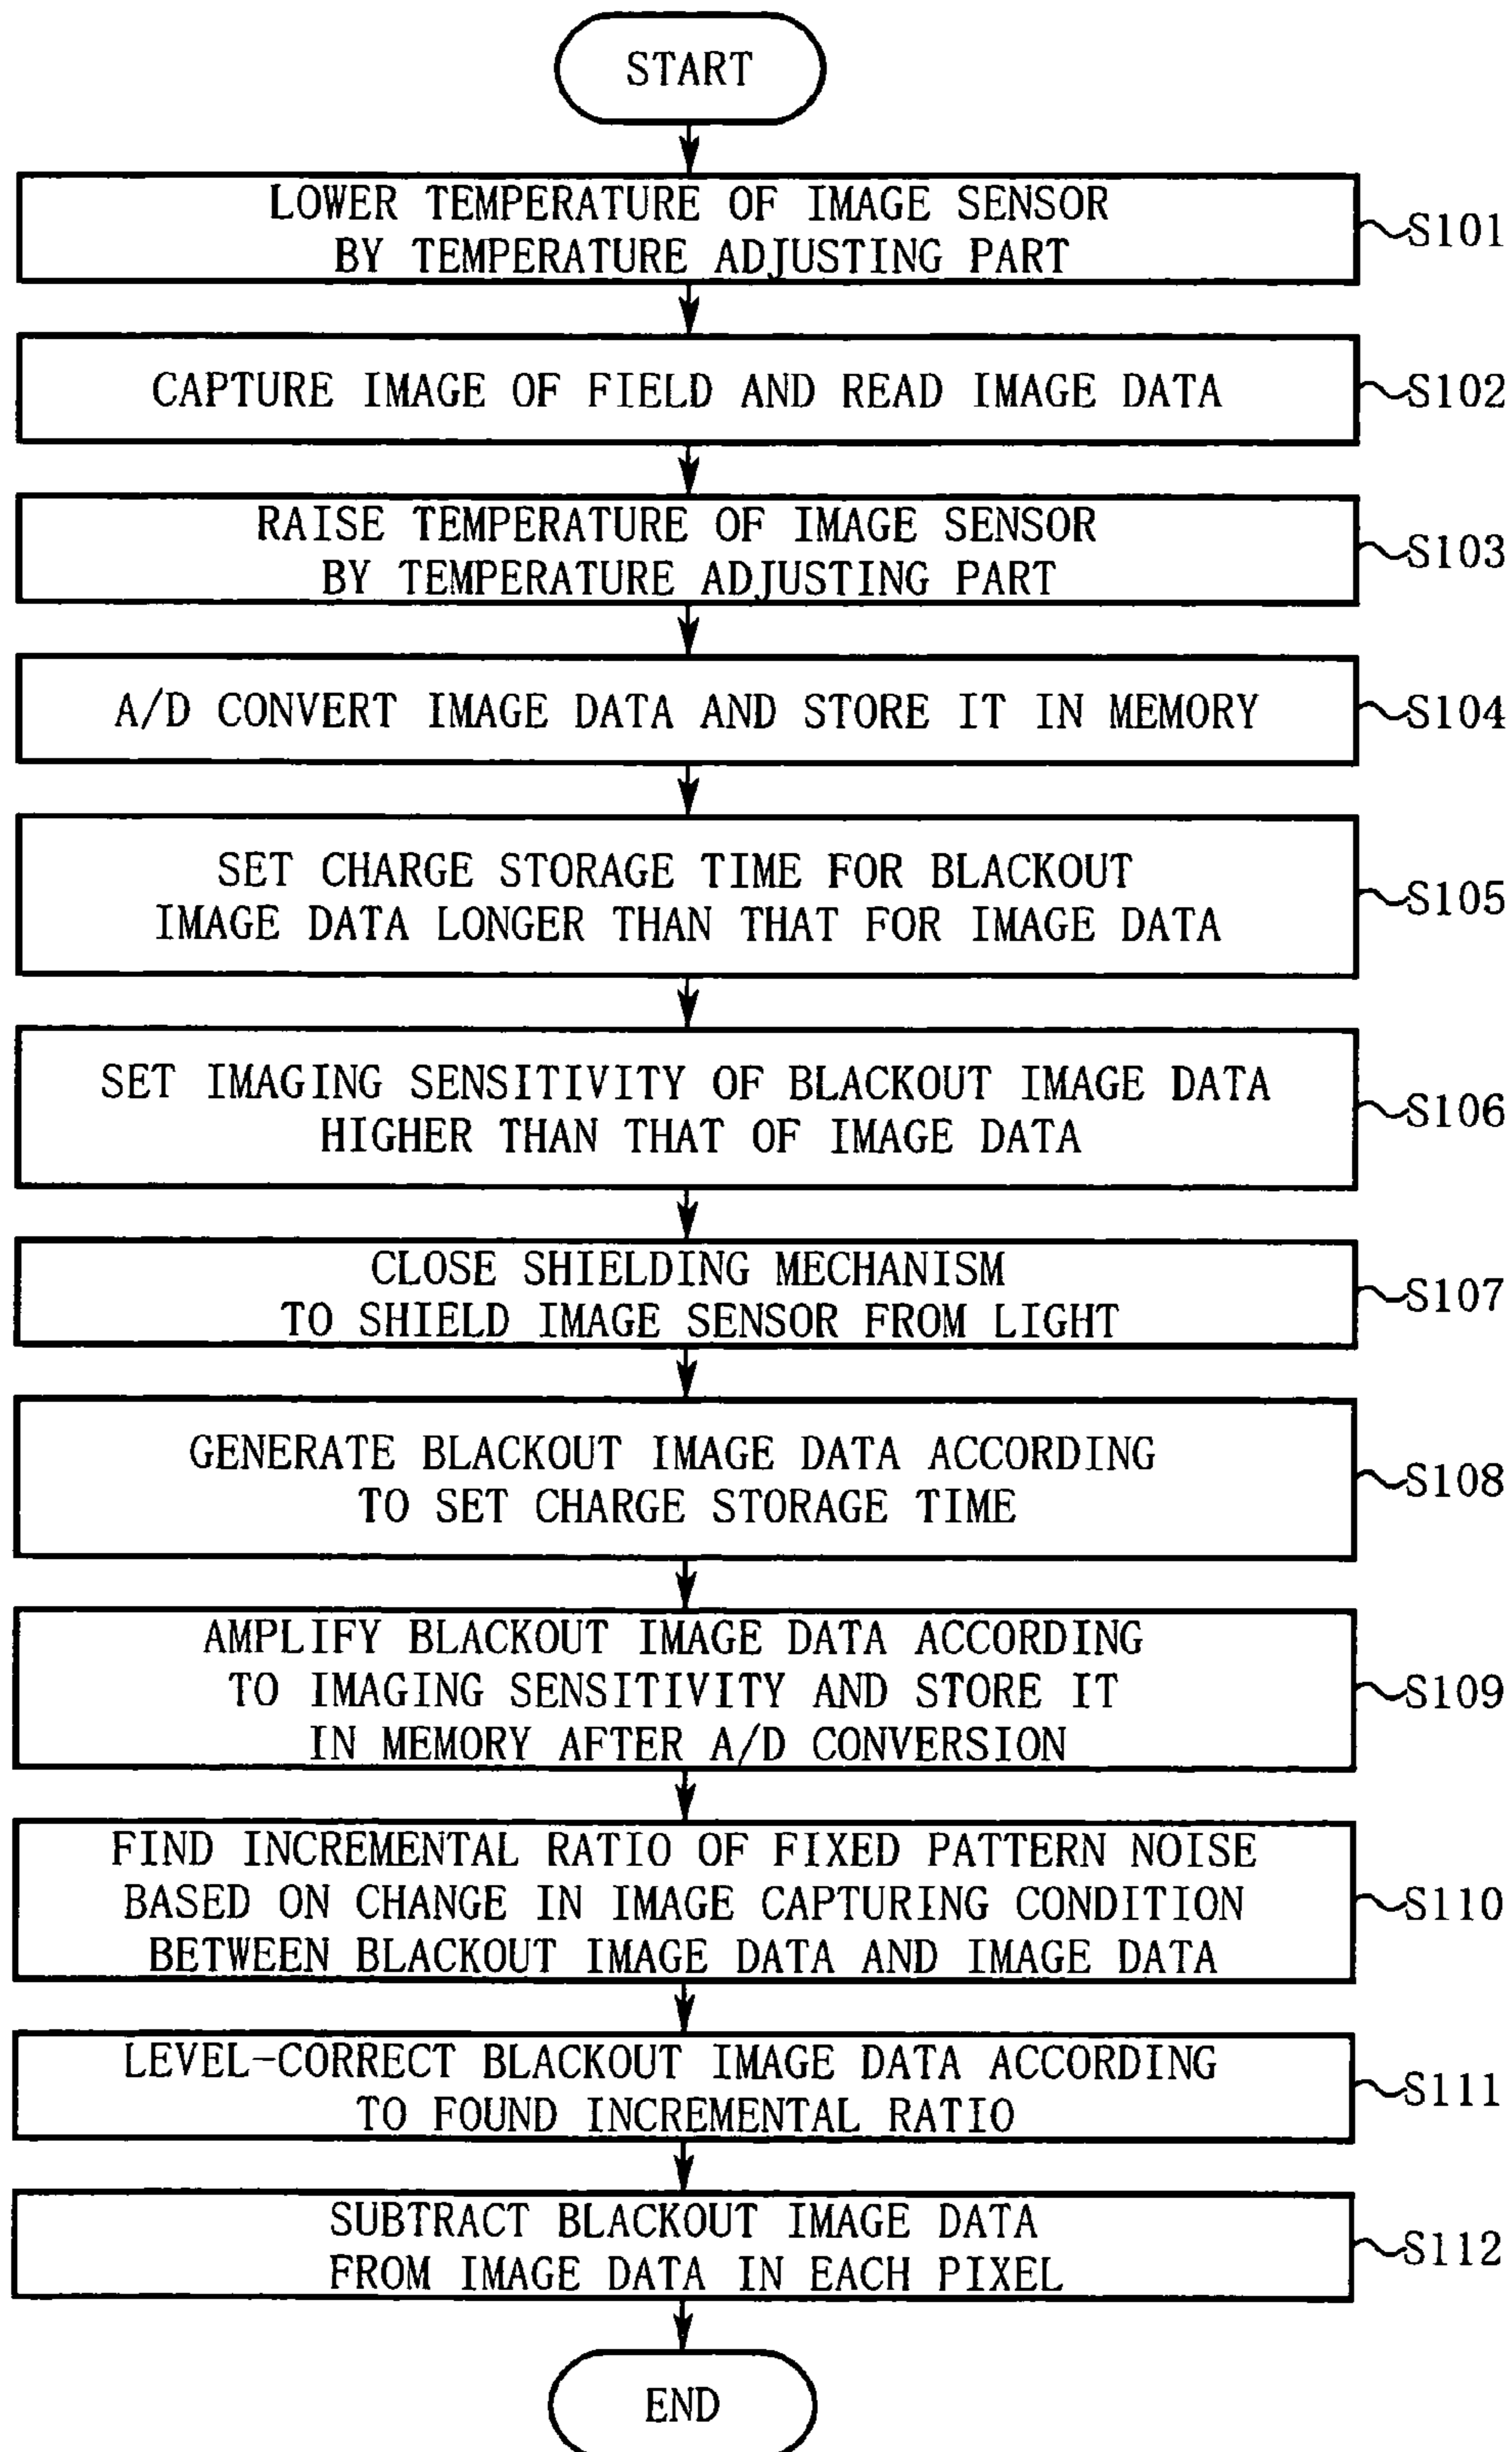 START
LOWER TEMPERATURE OF IMAGE SENSOR
BY TEMPERATURE ADJUSTING PART
S101
CAPTURE IMAGE OF FIELD AND READ IMAGE DATA
S102
RAISE TEMPERATURE OF IMAGE SENSOR
BY TEMPERATURE ADJUSTING PART
S103
A/D CONVERT IMAGE DATA AND STORE IT IN MEMORY
S104
SET CHARGE STORAGE TIME FOR BLACKOUT
IMAGE DATA LONGER THAN THAT FOR IMAGE DATA
S105
SET IMAGING SENSITIVITY OF BLACKOUT IMAGE DATA
HIGHER THAN THAT OF IMAGE DATA
S106
CLOSE SHIELDING MECHANISM
TO SHIELD IMAGE SENSOR FROM LIGHT
S107
GENERATE BLACKOUT IMAGE DATA ACCORDING
TO SET CHARGE STORAGE TIME
S108
AMPLIFY BLACKOUT IMAGE DATA ACCORDING
TO IMAGING SENSITIVITY AND STORE IT
IN MEMORY AFTER A/D CONVERSION
S109
FIND INCREMENTAL RATIO OF FIXED PATTERN NOISE
BASED ON CHANGE IN IMAGE CAPTURING CONDITION
BETWEEN BLACKOUT IMAGE DATA AND IMAGE DATA
S110
LEVEL-CORRECT BLACKOUT IMAGE DATA ACCORDING
TO FOUND INCREMENTAL RATIO
S111
SUBTRACT BLACKOUT IMAGE DATA
FROM IMAGE DATA IN EACH PIXEL
S112
END